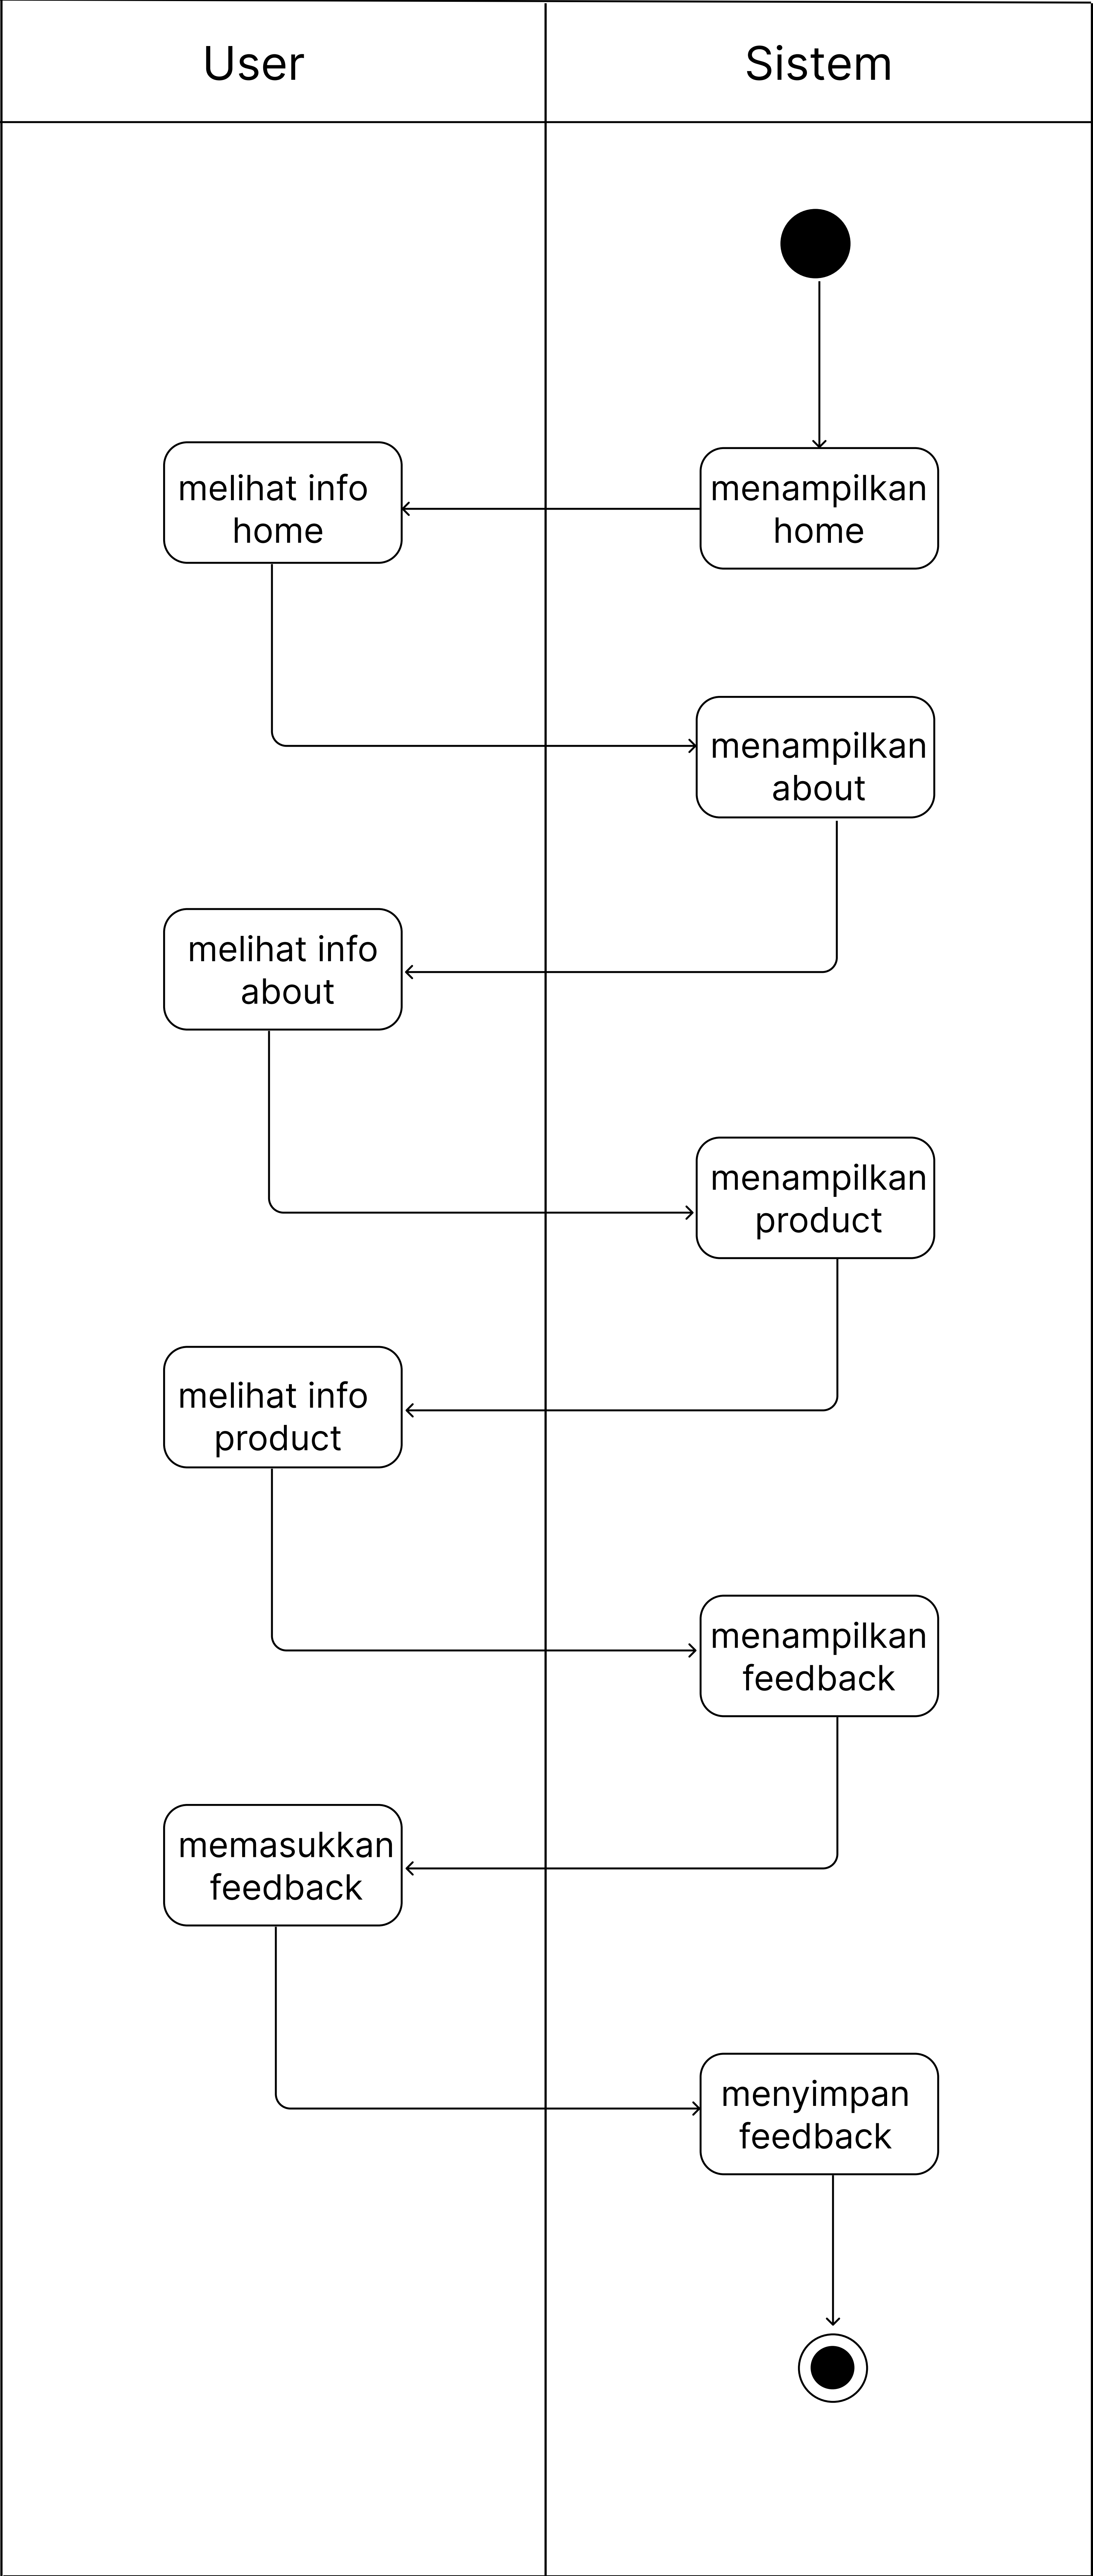 User
Sistem
melihat info
home
menampilkan
home
menampilkan
about
melihat info
about
menampilkan
product
melihat info
product
menampilkan
feedback
memasukkan
feedback
menyimpan
feedback